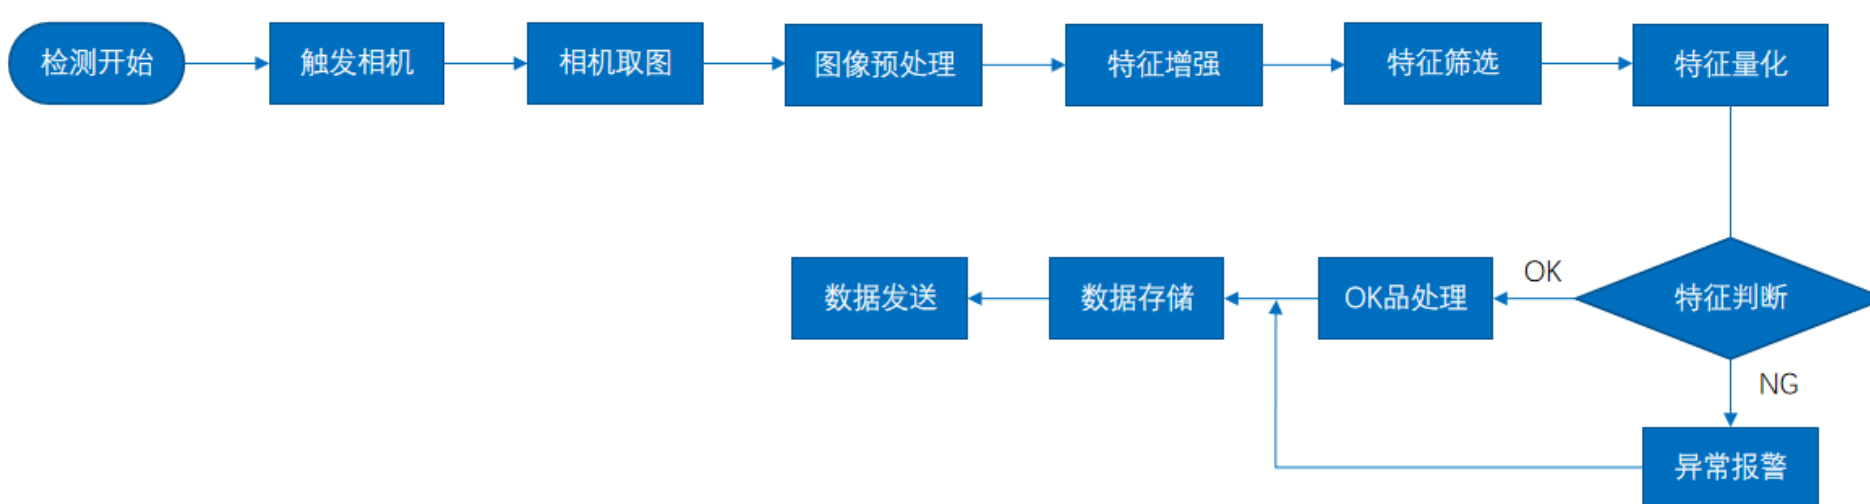 检测开始
触发相机
相机取图
图像预处理
特征增强
特征筛选
特征量化
特征判断
OK
OK品处理
数据存储
数据发送
NG
异常报警